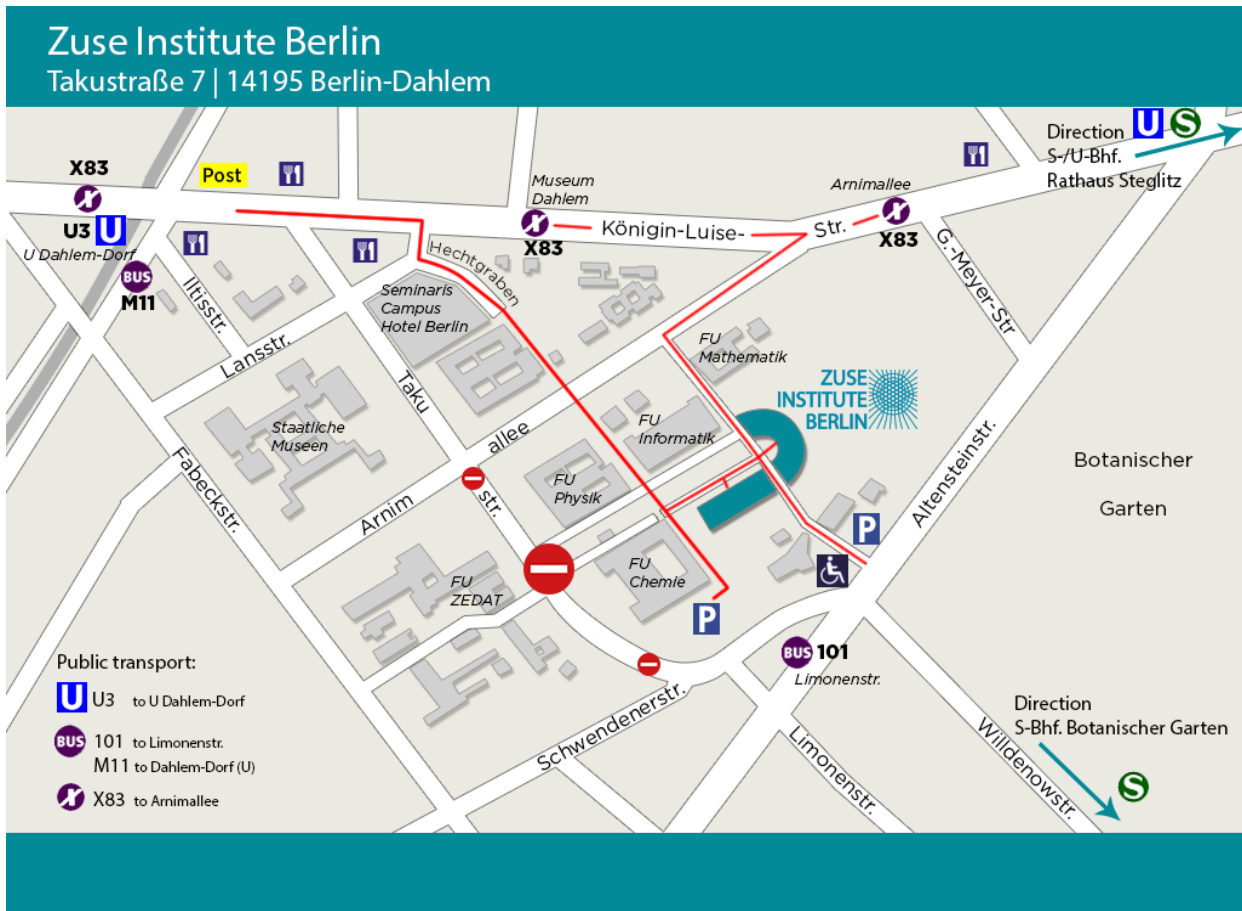 Zuse Institute Berlin
Takustraße 7 | 14195 Berlin-Dahlem
Direction
S-/U-Bhf.
Rathaus Steglitz
U
S
X83
X
Post
U3
U
U Dahlem-Dorf
BUS
M11
Museum
Dahlem
X
X83
Königin-Luise-
Str.
Arnimallee
X
X83
G.-Meyer-Str
Iltisstr.
Lansstr.
Hechtgraben
Seminaris
Campus
Hotel Berlin
FU
Mathematik
ZUSE
INSTITUTE
BERLIN
Taku
str.
Staatliche
Museen
Arnim
allee
FU
Informatik
FU
Physik
Fabeckstr.
Altensteinstr.
Botanischer
Garten
FU
Chemie
FU
ZEDAT
P
P
BUS 101
Limonenstr.
Schwendenerstr.
Limonenstr.
Willdenowstr.
Direction
S-Bhf. Botanischer Garten
S
Public transport:
U U3 to U Dahlem-Dorf
BUS 101 to Limonenstr.
M11 to Dahlem-Dorf (U)
X X83 to Arnimallee